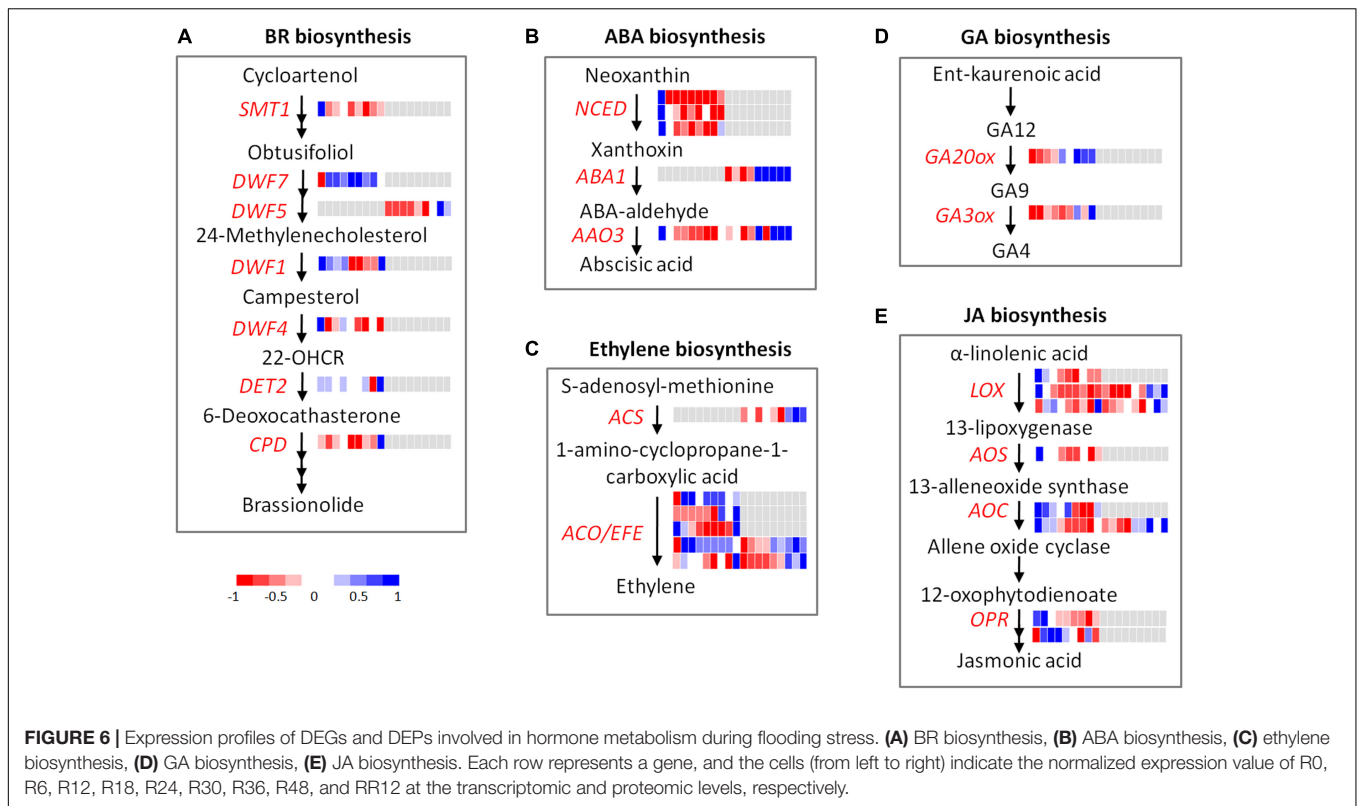 A
BR biosynthesis
Cycloartenol
SMT1
Obtusifoliol
DWF7
DWF5
24-Methylenecholesterol
DWF1
Campesterol
DWF4
22-OHCR
DET2
6-Deoxocathasterone
CPD
Brassionolide
-1 -0.5 0 0.5 1
B
ABA biosynthesis
Neoxanthin
NCED
Xanthoxin
ABA1
ABA-aldehyde
AAO3
Abscisic acid
C
Ethylene biosynthesis
S-adenosyl-methionine
ACS
1-amino-cyclopropane-1-
carboxylic acid
ACO/EFE
Ethylene
D
GA biosynthesis
Ent-kaurenoic acid
GA12
GA20ox
GA9
GA3ox
GA4
E
JA biosynthesis
α-linolenic acid
LOX
13-lipoxygenase
AOS
13-alleneoxide synthase
AOC
Allene oxide cyclase
12-oxophytodienoate
OPR
Jasmonic acid
FIGURE 6 | Expression profiles of DEGs and DEPs involved in hormone metabolism during flooding stress. (A) BR biosynthesis, (B) ABA biosynthesis, (C) ethylene
biosynthesis, (D) GA biosynthesis, (E) JA biosynthesis. Each row represents a gene, and the cells (from left to right) indicate the normalized expression value of R0,
R6, R12, R18, R24, R30, R36, R48, and RR12 at the transcriptomic and proteomic levels, respectively.